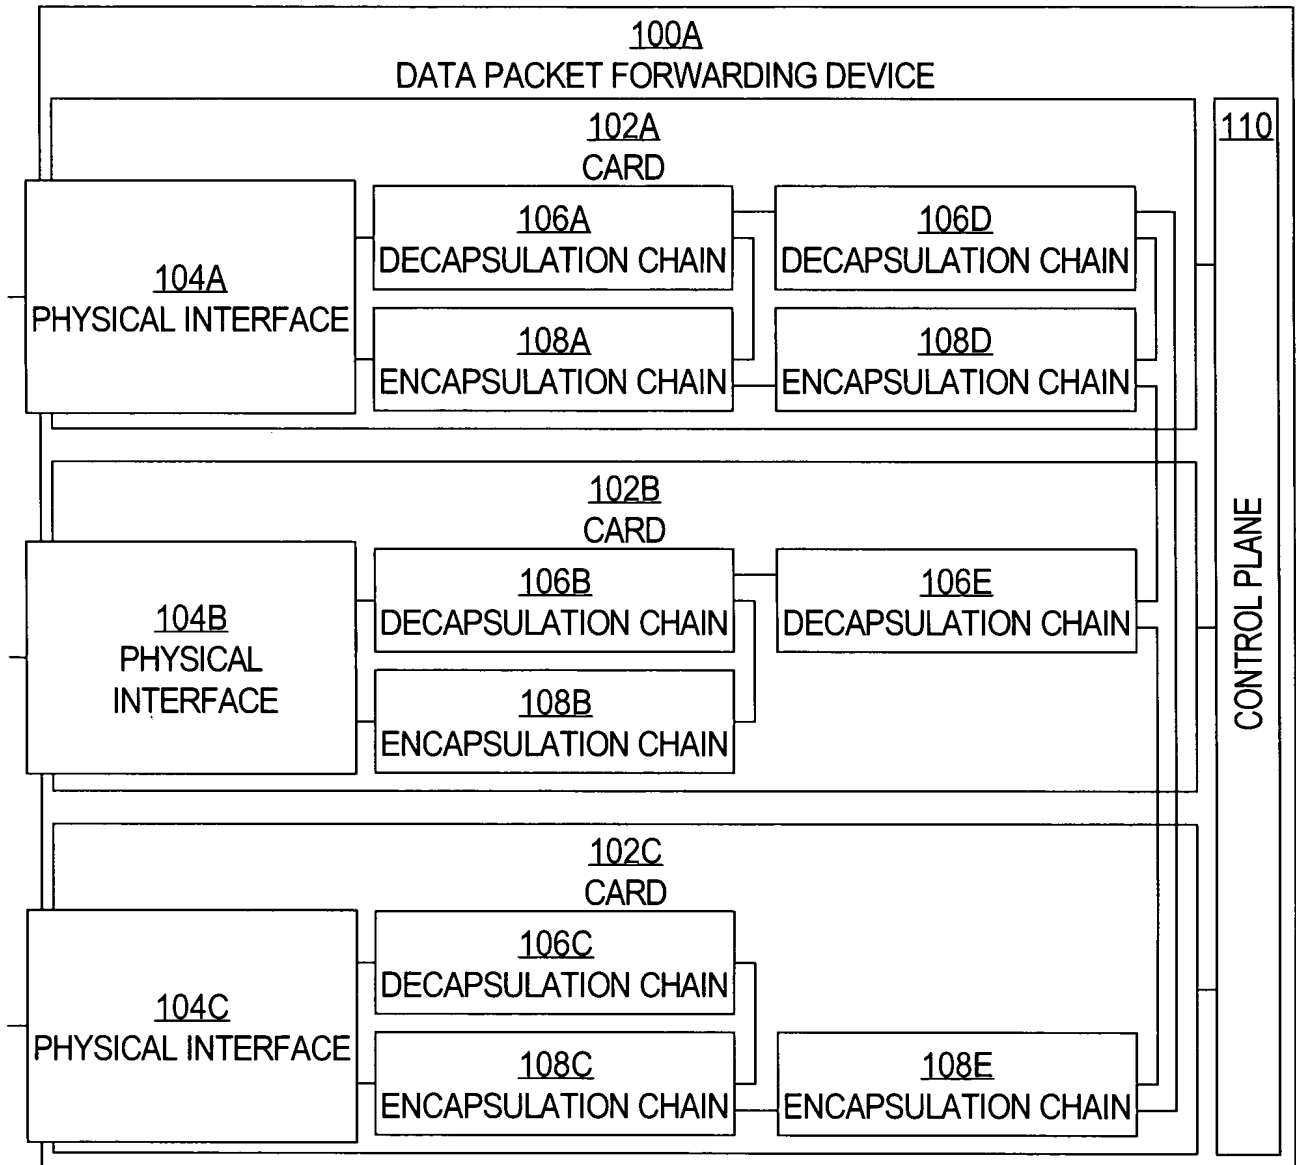 100A
DATA PACKET FORWARDING DEVICE
102A
CARD
110
CONTROL PLANE
104A
PHYSICAL INTERFACE
106A
DECAPSULATION CHAIN
106D
DECAPSULATION CHAIN
108A
ENCAPSULATION CHAIN
108D
ENCAPSULATION CHAIN
102B
CARD
104B
PHYSICAL
INTERFACE
106B
DECAPSULATION CHAIN
106E
DECAPSULATION CHAIN
108B
ENCAPSULATION CHAIN
102C
CARD
104C
PHYSICAL INTERFACE
106C
DECAPSULATION CHAIN
108C
ENCAPSULATION CHAIN
108E
ENCAPSULATION CHAIN